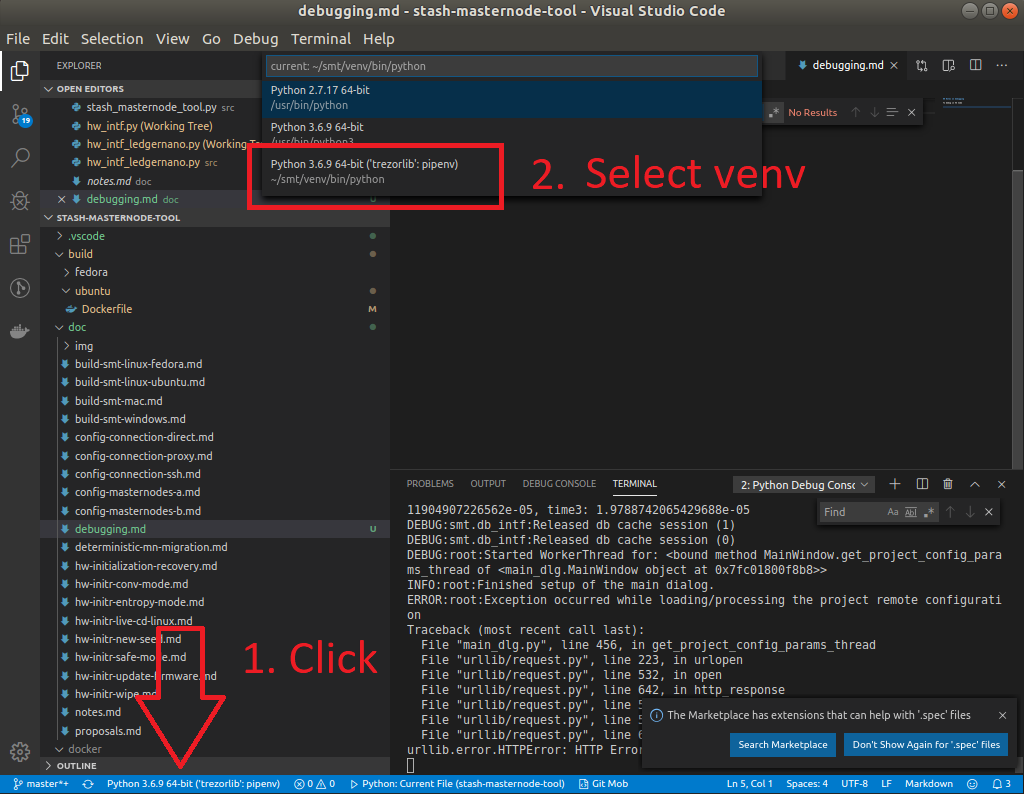 debugging.md - stash-masternode-tool - Visual Studio Code
File Edit Selection View Go Debug Terminal Help
EXPLORER
current: ~/smt/venv/bin/python
Python 2.7.17 64-bit
/usr/bin/python
Python 3.6.9 64-bit
/usr/bin/python3
Python 3.6.9 64-bit ('trezorlib': pipenv)
~/smt/venv/bin/python
2. Select venv
debugging.md
No Results
OPEN EDITORS
stash_masternode_tool.py src
hw_intf.py (Working Tree)
hw_intf_ledgernano.py (Working Tre
hw_intf_ledgernano.py src
notes.md doc
debugging.md doc
U
19
STASH-MASTERNODE-TOOL
.vscode
build
fedora
ubuntu
Dockerfile M
doc
img
build-smt-linux-fedora.md
build-smt-linux-ubuntu.md
build-smt-mac.md
build-smt-windows.md
config-connection-direct.md
config-connection-proxy.md
config-connection-ssh.md
config-masternodes-a.md
config-masternodes-b.md
debugging.md U
deterministic-mn-migration.md
hw-initialization-recovery.md
hw-initr-conv-mode.md
hw-initr-entropy-mode.md
hw-initr-live-cd-linux.md
hw-initr-new-seed.md
hw-initr-safe-mode.md
hw-initr-update-firmware.md
hw-initr-wipe.md
notes.md
proposals.md
docker
OUTLINE
1. Click
PROBLEMS OUTPUT DEBUG CONSOLE TERMINAL
2: Python Debug Consc
Find Aa Abl .*
11904907226562e-05, time3: 1.9788742065429688e-05
DEBUG:smt.db_intf:Released db cache session (1)
DEBUG:smt.db_intf:Released db cache session (0)
DEBUG:root:Started WorkerThread for: <bound method MainWindow.get_project_config_para
ms_thread of <main_dlg.MainWindow object at 0x7fc01800f8b8>>
INFO:root:Finished setup of the main dialog.
ERROR:root:Exception occurred while loading/processing the project remote configurati
on
Traceback (most recent call last):
File "main_dlg.py", line 456, in get_project_config_params_thread
File "urllib/request.py", line 223, in urlopen
File "urllib/request.py", line 532, in open
File "urllib/request.py", line 642, in http_response
File "urllib/request.py", line
File "urllib/request.py", line
File "urllib/request.py", line
urllib.error.HTTPError: HTTP Error
The Marketplace has extensions that can help with '.spec' files
Search Marketplace
Don't Show Again for '.spec' files
master*+ Python 3.6.9 64-bit ('trezorlib': pipenv) 0 0 Python: Current File (stash-masternode-tool) Git Mob Ln 5, Col 1 Spaces: 4 UTF-8 LF Markdown 3